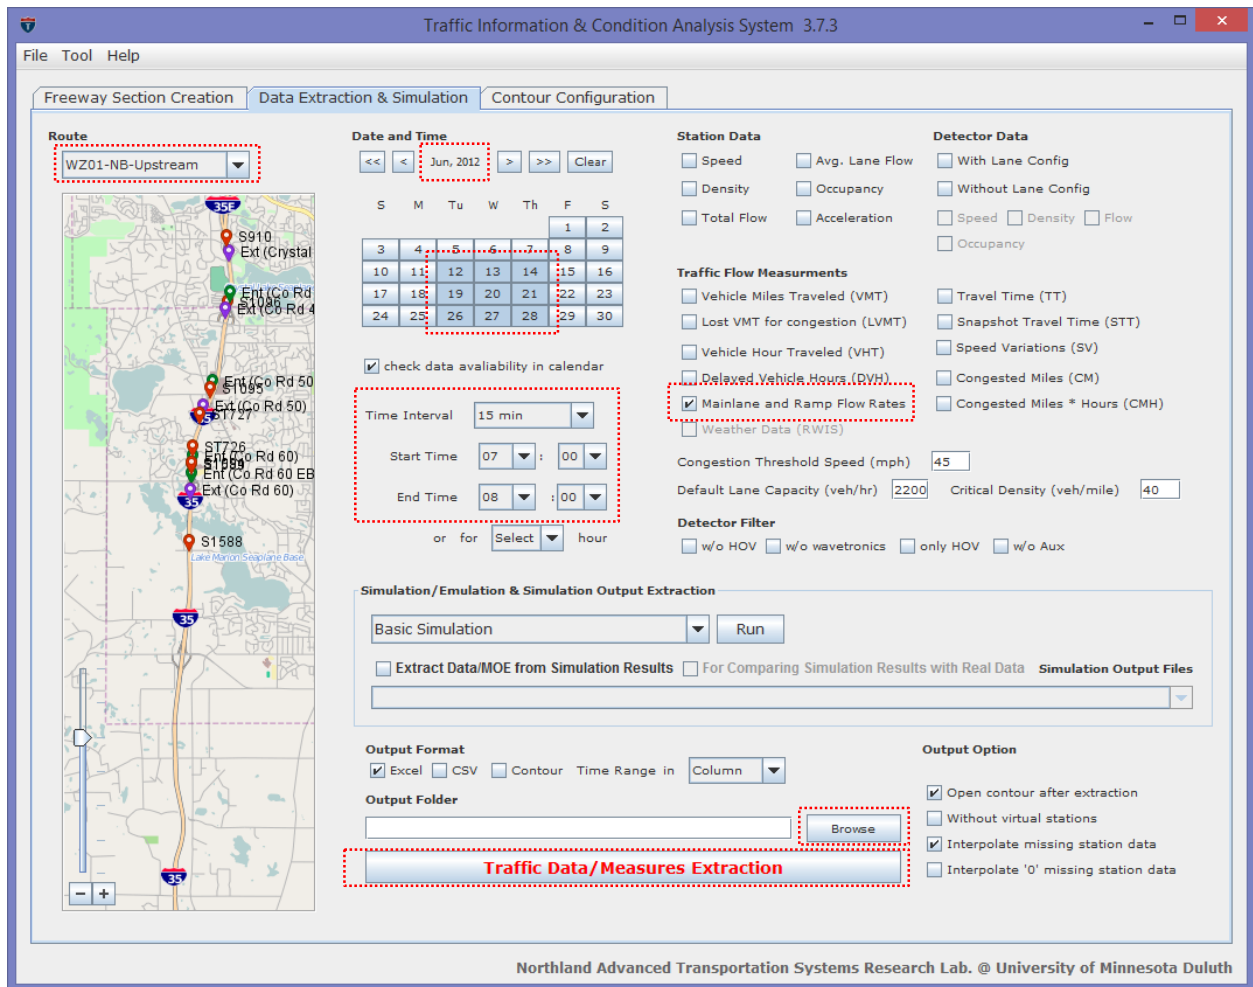 Traffic Information & Condition Analysis System 3.7.3
File Tool Help
Freeway Section Creation Data Extraction & Simulation Contour Configuration
Route
WZ01-NB-Upstream
35E
S910
Ext (Crystal
Ent (Co Rd
S1096
Ext (Co Rd 4
Ent (Co Rd 50
S1095
Ext (Co Rd 50)
ST727
35
ST726
Ent (Co Rd 60)
Ent (Co Rd 60 EB
Ext (Co Rd 60)
35
S1588
Lake Marion Seaplane Base
35
35
- +
Date and Time
<< < Jun, 2012 > >> Clear
S M Tu W Th F S
1 2
3 4 5 6 7 8 9
10 11 12 13 14 15 16
17 18 19 20 21 22 23
24 25 26 27 28 29 30
check data avaliability in calendar
Time Interval 15 min
Start Time 07 : 00
End Time 08 : 00
or for Select hour
Station Data
Speed Avg. Lane Flow
Density Occupancy
Total Flow Acceleration
Detector Data
With Lane Config
Without Lane Config
Speed Density Flow
Occupancy
Traffic Flow Measurments
Vehicle Miles Traveled (VMT) Travel Time (TT)
Lost VMT for congestion (LVMT) Snapshot Travel Time (STT)
Vehicle Hour Traveled (VHT) Speed Variations (SV)
Delayed Vehicle Hours (DVH) Congested Miles (CM)
Mainlane and Ramp Flow Rates Congested Miles * Hours (CMH)
Weather Data (RWIS)
Congestion Threshold Speed (mph) 45
Default Lane Capacity (veh/hr) 2200 Critical Density (veh/mile) 40
Detector Filter
w/o HOV w/o wavetronics only HOV w/o Aux
Simulation/Emulation & Simulation Output Extraction
Basic Simulation Run
Extract Data/MOE from Simulation Results For Comparing Simulation Results with Real Data Simulation Output Files
Output Format
Excel CSV Contour Time Range in Column
Output Folder
Browse
Traffic Data/Measures Extraction
Output Option
Open contour after extraction
Without virtual stations
Interpolate missing station data
Interpolate '0' missing station data
Northland Advanced Transportation Systems Research Lab. @ University of Minnesota Duluth